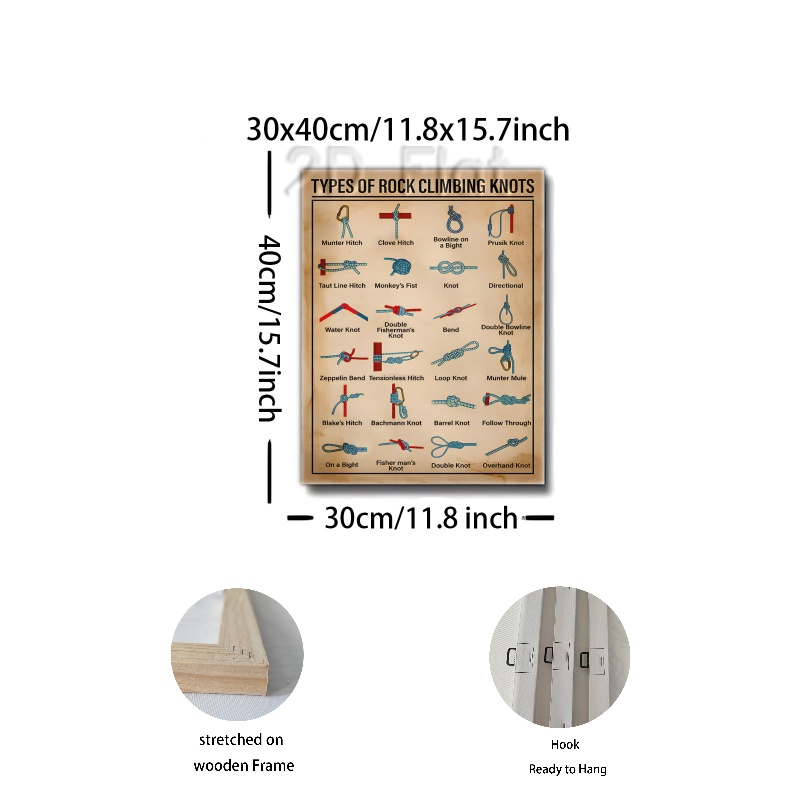 30x40cm/11.8x15.7inch
2D Flat
40cm/15.7inch
TYPES OF ROCK CLIMBING KNOTS
Munter Hitch
Clove Hitch
Bowline on
a Bight
Prusik Knot
Taut Line Hitch
Monkey's Fist
Knot
Directional
Water Knot
Double
Fisherman's
Knot
Bend
Double Bowline
Knot
Zeppelin Bend
Tensionless Hitch
Loop Knot
Munter Mule
Blake's Hitch
Bachmann Knot
Barrel Knot
Follow Through
On a Bight
Fisher man's
Knot
Double Knot
Overhand Knot
30cm/11.8 inch
stretched on
wooden Frame
Hook
Ready to Hang